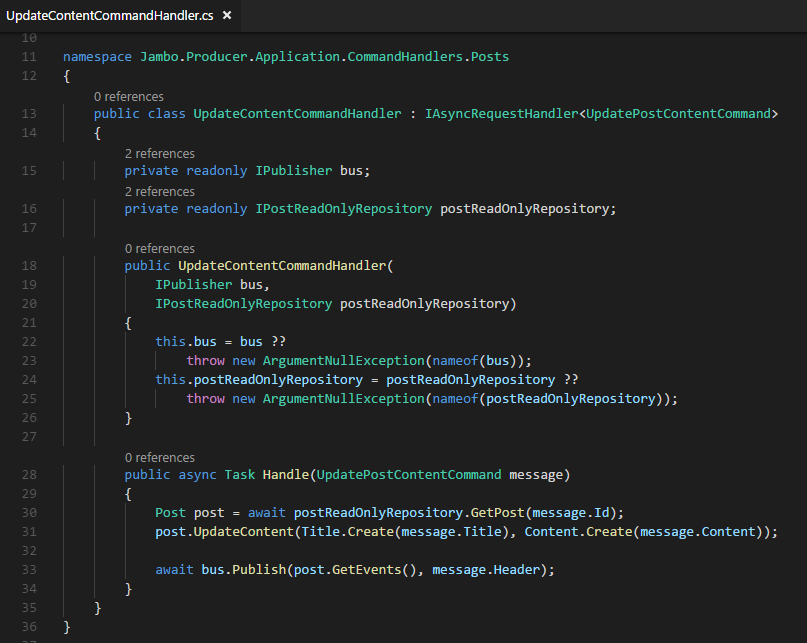 UpdateContentCommandHandler.cs ×
10
11 namespace Jambo.Producer.Application.CommandHandlers.Posts
12 {
0 references
13 public class UpdateContentCommandHandler : IAsyncRequestHandler<UpdatePostContentCommand>
14 {
2 references
15 private readonly IPublisher bus;
2 references
16 private readonly IPostReadOnlyRepository postReadOnlyRepository;
17
0 references
18 public UpdateContentCommandHandler(
19 IPublisher bus,
20 IPostReadOnlyRepository postReadOnlyRepository)
21 {
22 this.bus = bus ??
23 throw new ArgumentNullException(nameof(bus));
24 this.postReadOnlyRepository = postReadOnlyRepository ??
25 throw new ArgumentNullException(nameof(postReadOnlyRepository));
26 }
27
0 references
28 public async Task Handle(UpdatePostContentCommand message)
29 {
30 Post post = await postReadOnlyRepository.GetPost(message.Id);
31 post.UpdateContent(Title.Create(message.Title), Content.Create(message.Content));
32
33 await bus.Publish(post.GetEvents(), message.Header);
34 }
35 }
36 }